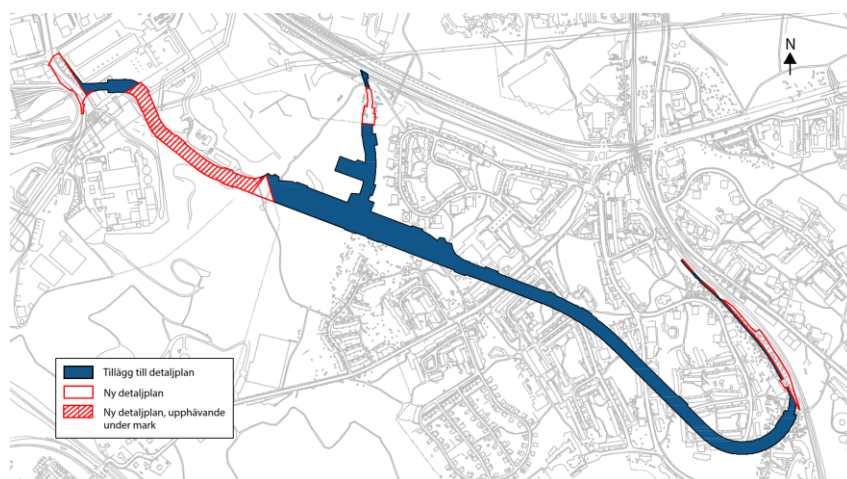 N
Tillägg till detaljplan
Ny detaljplan
Ny detaljplan, upphävande
under mark